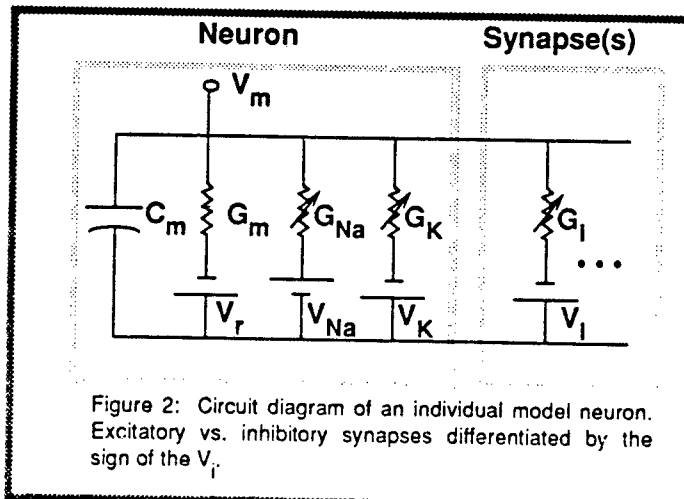 Neuron Synapse(s)
V_m
C_m G_m G_Na G_K G_I
...
V_r V_Na V_K V_I
Figure 2: Circuit diagram of an individual model neuron.
Excitatory vs. inhibitory synapses differentiated by the
sign of the V_i.